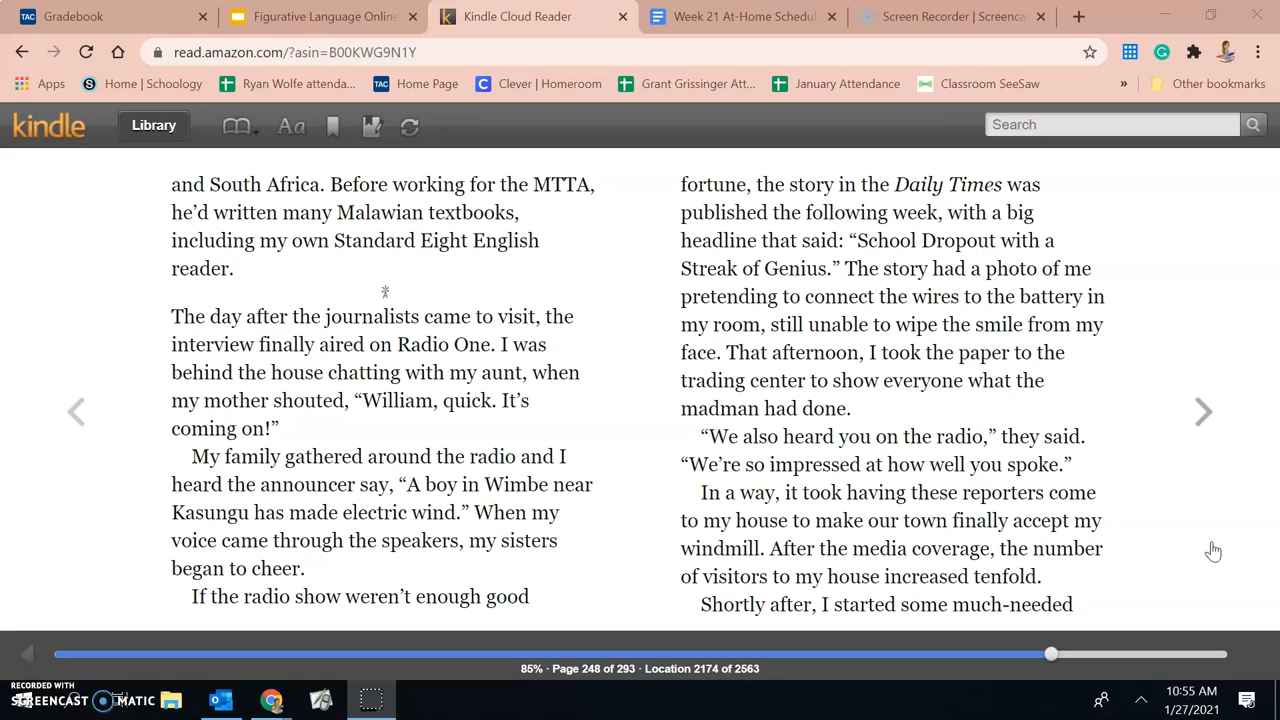 Gradebook
Figurative Language Online
Kindle Cloud Reader
Week 21 At Home Schedul
Screen Recorder | Screenca
read.amazon.com/?asin=B00KWG9N1Y
Apps
Home | Schoology
Ryan Wolfe attenda...
Home Page
Clever | Homeroom
Grant Grissinger Att...
January Attendance
Classroom SeeSaw
»
Other bookmarks
kindle
Library
Aa
Search
and South Africa. Before working for the MTTA,
he’d written many Malawian textbooks,
including my own Standard Eight English
reader.
The day after the journalists came to visit, the
interview finally aired on Radio One. I was
behind the house chatting with my aunt, when
my mother shouted, “William, quick. It’s
coming on!”
My family gathered around the radio and I
heard the announcer say, “A boy in Wimbe near
Kasungu has made electric wind.” When my
voice came through the speakers, my sisters
began to cheer.
If the radio show weren’t enough good
fortune, the story in the Daily Times was
published the following week, with a big
headline that said: “School Dropout with a
Streak of Genius.” The story had a photo of me
pretending to connect the wires to the battery in
my room, still unable to wipe the smile from my
face. That afternoon, I took the paper to the
trading center to show everyone what the
madman had done.
“We also heard you on the radio,” they said.
“We’re so impressed at how well you spoke.”
In a way, it took having these reporters come
to my house to make our town finally accept my
windmill. After the media coverage, the number
of visitors to my house increased tenfold.
Shortly after, I started some much-needed
85% · Page 248 of 293 · Location 2174 of 2563
RECORDED WITH
SCREENCAST MATIC
10:55 AM
1/27/2021